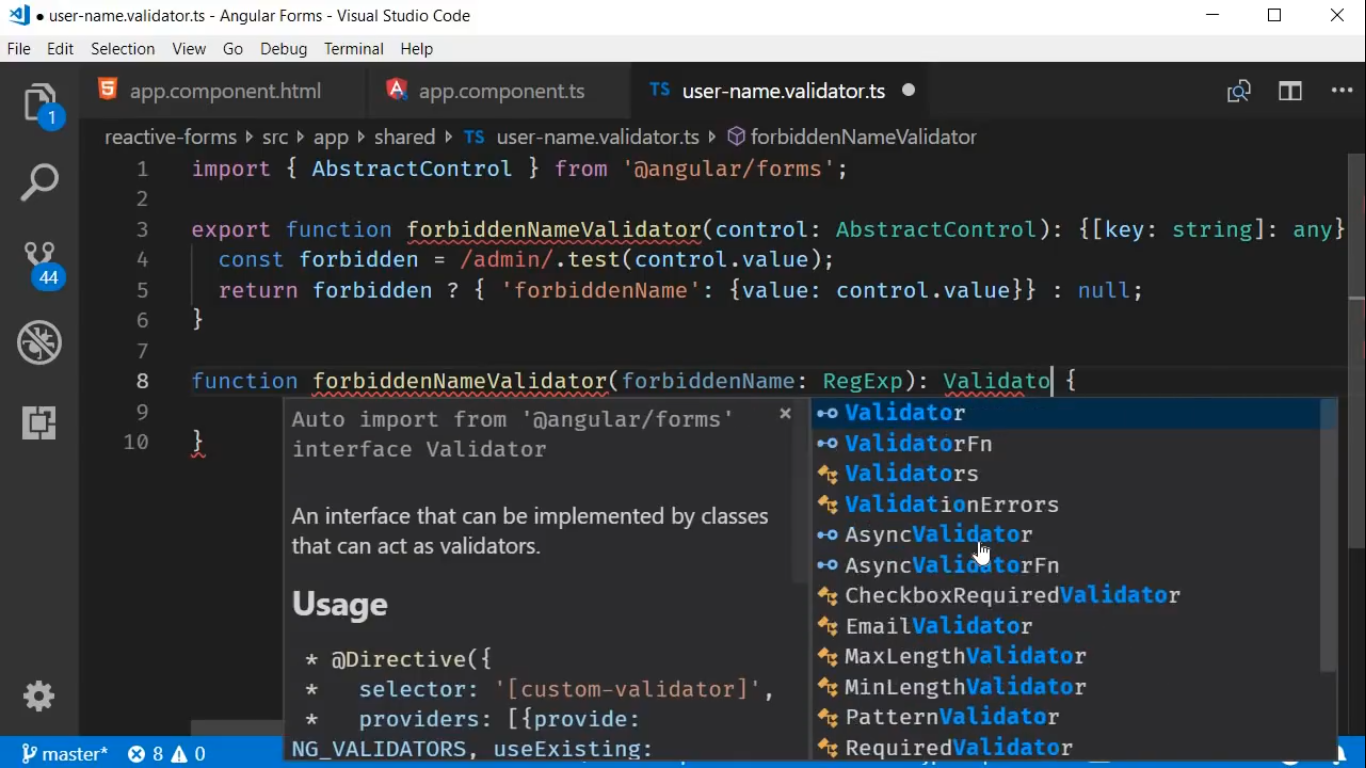 ● user-name.validator.ts - Angular Forms - Visual Studio Code
File Edit Selection View Go Debug Terminal Help
app.component.html app.component.ts TS user-name.validator.ts ●
1
reactive-forms src app shared TS user-name.validator.ts forbiddenNameValidator
1 import { AbstractControl } from '@angular/forms';
2
3 export function forbiddenNameValidator(control: AbstractControl): {[key: string]: any}
4 const forbidden = /admin/.test(control.value);
44
5 return forbidden ? { 'forbiddenName': {value: control.value}} : null;
6 }
7
8 function forbiddenNameValidator(forbiddenName: RegExp): Validato {
9
10 }
Auto import from '@angular/forms' ×
interface Validator
An interface that can be implemented by classes
that can act as validators.
Usage
* @Directive({
* selector: '[custom-validator]',
* providers: [{provide:
NG_VALIDATORS, useExisting:
Validator
ValidatorFn
Validators
ValidationErrors
AsyncValidator
AsyncValidatorFn
CheckboxRequiredValidator
EmailValidator
MaxLengthValidator
MinLengthValidator
PatternValidator
RequiredValidator
master* 8 0